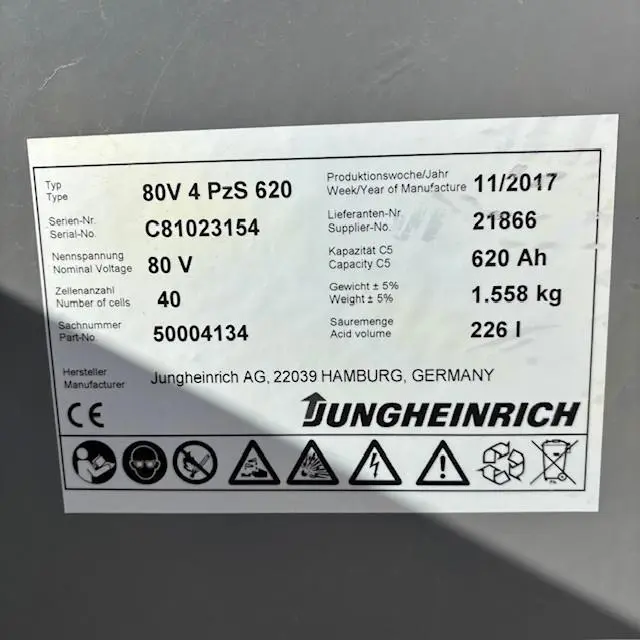 Typ
Type
80V 4 PzS 620
Produktionswoche/Jahr
Week/Year of Manufacture
11/2017
Serien-Nr.
Serial-No.
C81023154
Lieferanten-Nr.
Supplier-No.
21866
Nennspannung
Nominal Voltage
80 V
Kapazität C5
Capacity C5
620 Ah
Zellenanzahl
Number of cells
40
Gewicht ± 5%
Weight ± 5%
1.558 kg
Sachnummer
Part-No.
50004134
Säuremenge
Acid volume
226 l
Hersteller
Manufacturer
Jungheinrich AG, 22039 HAMBURG, GERMANY
CE
JUNGHEINRICH